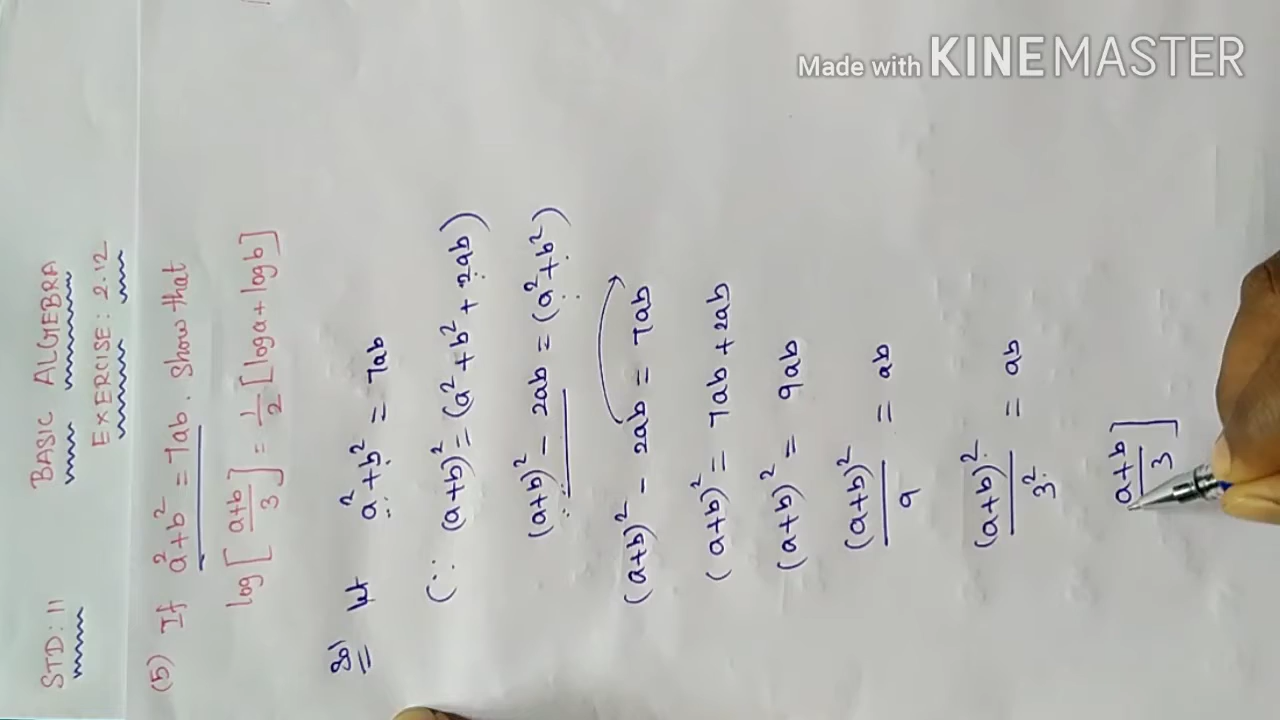 Made with KINEMASTER
STD: 11 BASIC ALGEBRA
EXERCISE: 2.12
(5) If a²+b² = 7ab. Show that
log[(a+b)/3] = 1/2 [log a + log b]
Sol let a²+b² = 7ab
(∵ (a+b)² = (a²+b²+2ab)
(a+b)² - 2ab = (a²+b²)
(a+b)² - 2ab = 7ab
(a+b)² = 7ab + 2ab
(a+b)² = 9ab
(a+b)²/9 = ab
(a+b)²/3² = ab
a+b/3]